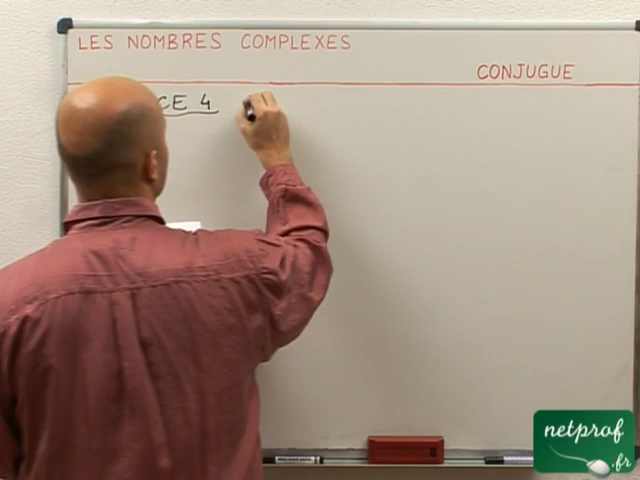 LES NOMBRES COMPLEXES
CONJUGUE
CE 4
netprof
.fr